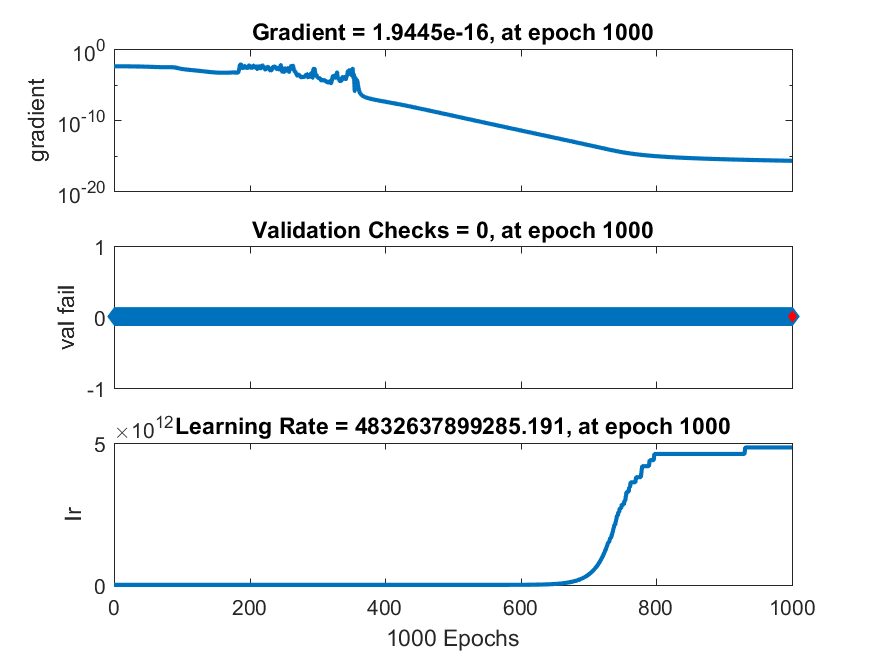 Gradient = 1.9445e-16, at epoch 1000
10^0
10^-10
10^-20
gradient
Validation Checks = 0, at epoch 1000
1
0
-1
val fail
×10^12 Learning Rate = 4832637899285.191, at epoch 1000
5
0
lr
0 200 400 600 800 1000
1000 Epochs